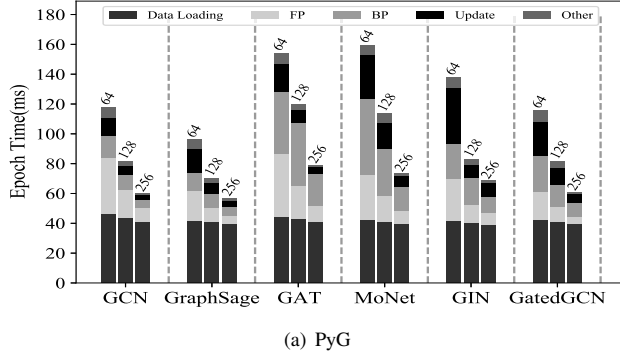 Data Loading FP BP Update Other
Epoch Time(ms)
180
160
140
120
100
80
60
40
20
0
64 128 256
64 128 256
64 128 256
64 128 256
64 128 256
64 128 256
GCN GraphSage GAT MoNet GIN GatedGCN
(a) PyG